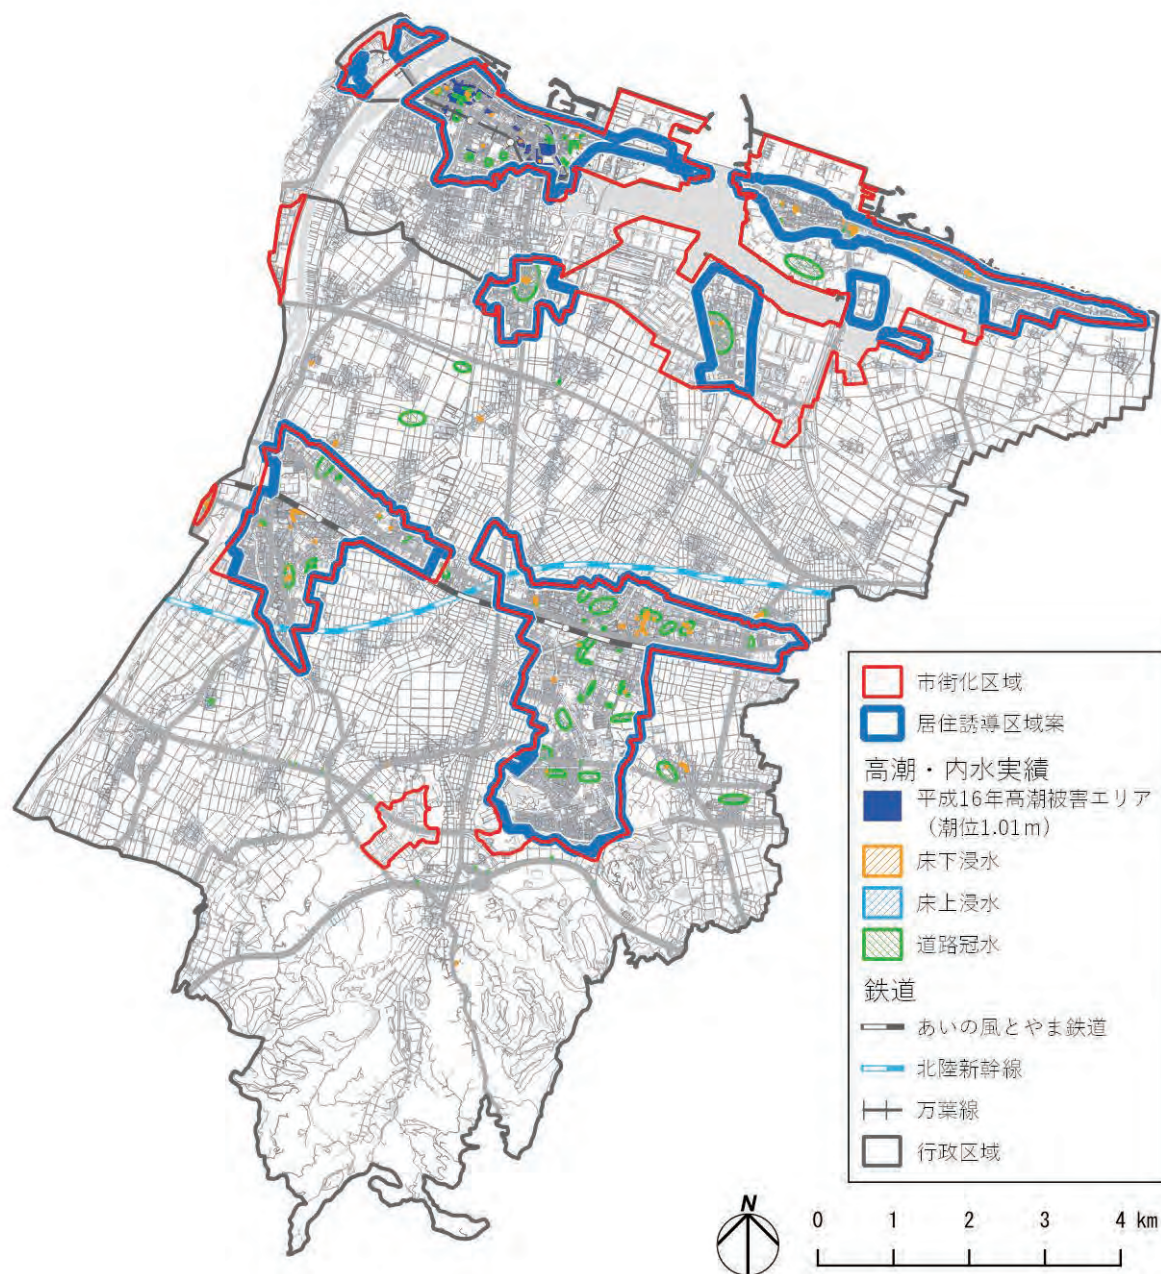 市街化区域
居住誘導区域案
高潮・内水実績
平成16年高潮被害エリア
（潮位1.01m）
床下浸水
床上浸水
道路冠水
鉄道
あいの風とやま鉄道
北陸新幹線
万葉線
行政区域
N
0 1 2 3 4 km